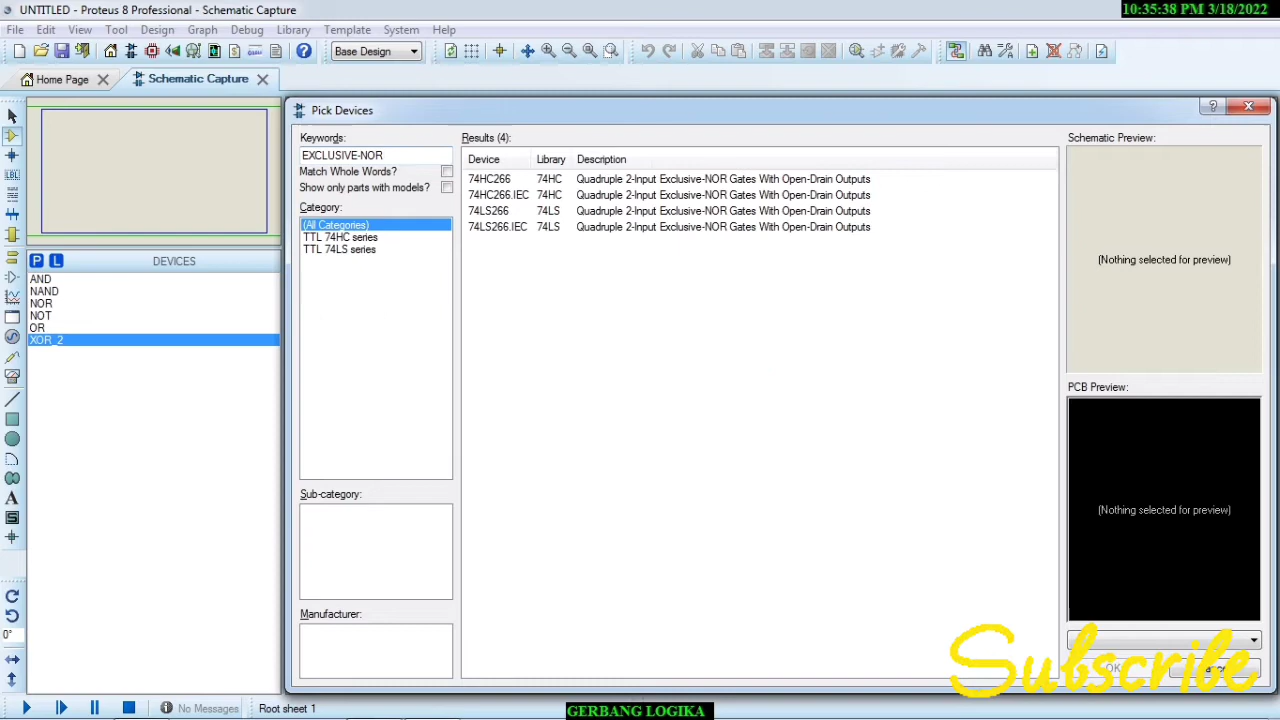 UNTITLED - Proteus 8 Professional - Schematic Capture
10:35:38 PM 3/18/2022
File Edit View Tool Design Graph Debug Library Template System Help
Base Design
Home Page
Schematic Capture
Pick Devices
Keywords:
EXCLUSIVE-NOR
Match Whole Words?
Show only parts with models?
Category:
(All Categories)
TTL 74HC series
TTL 74LS series
Sub-category:
Manufacturer:
Results (4):
Device Library Description
74HC266 74HC Quadruple 2-Input Exclusive-NOR Gates With Open-Drain Outputs
74HC266.IEC 74HC Quadruple 2-Input Exclusive-NOR Gates With Open-Drain Outputs
74LS266 74LS Quadruple 2-Input Exclusive-NOR Gates With Open-Drain Outputs
74LS266.IEC 74LS Quadruple 2-Input Exclusive-NOR Gates With Open-Drain Outputs
Schematic Preview:
(Nothing selected for preview)
PCB Preview:
(Nothing selected for preview)
P L DEVICES
AND
NAND
NOR
NOT
OR
XOR_2
LBL
A
S
0°
Subscribe
OK
No Messages
Root sheet 1
GERBANG LOGIKA